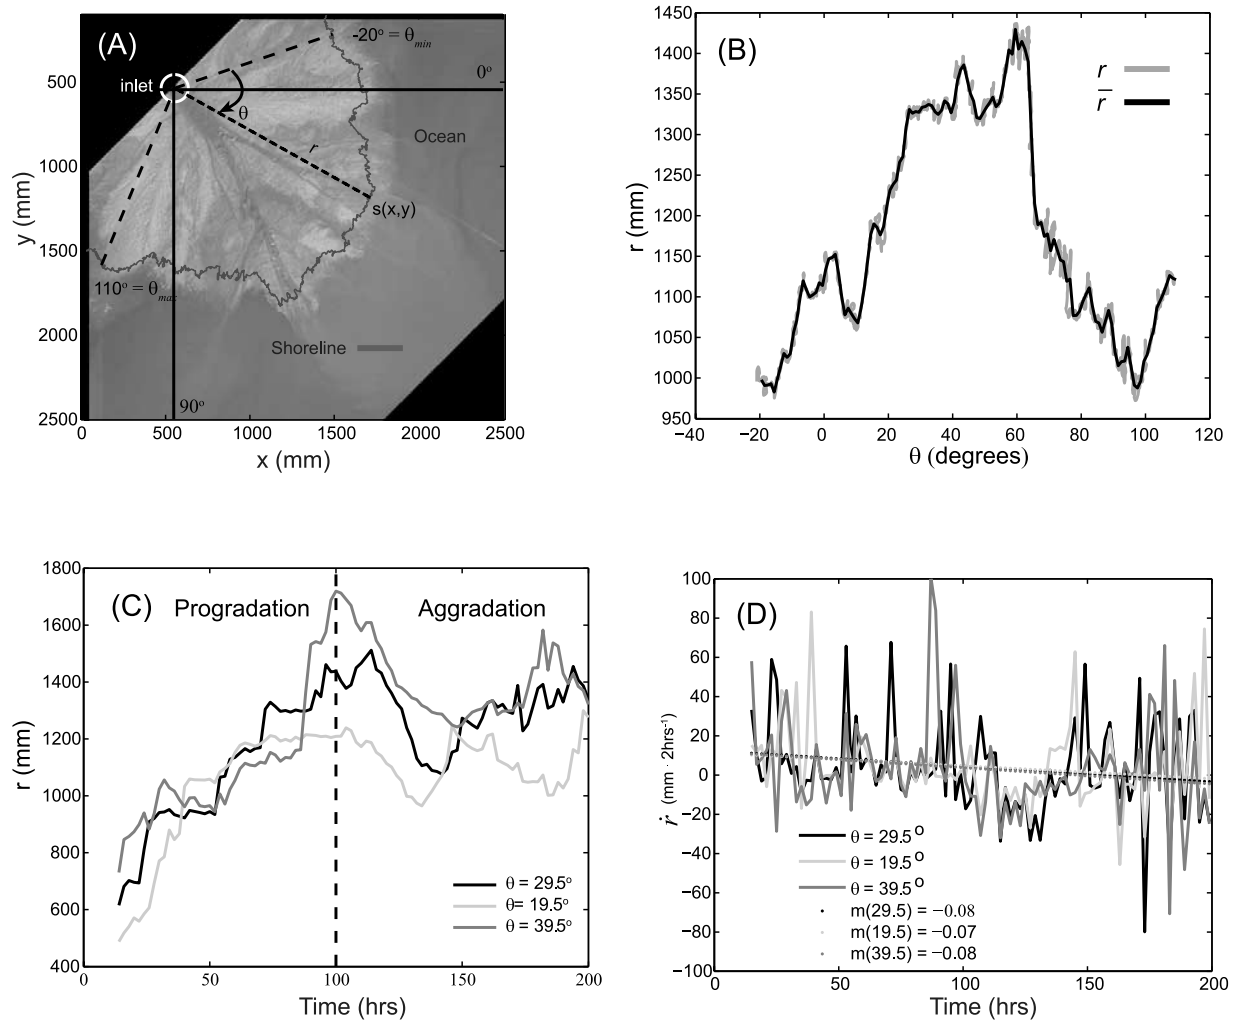 (A)
-20° = θmin
inlet
0°
θ
r
Ocean
s(x,y)
110° = θmax
Shoreline
90°
500
1000
1500
2000
2500
0 500 1000 1500 2000 2500
y (mm)
x (mm)
(B)
r
r̅
1450
1400
1350
1300
1250
1200
1150
1100
1050
1000
950
−40 −20 0 20 40 60 80 100 120
r (mm)
θ (degrees)
(C)
Progradation
Aggradation
1800
1600
1400
1200
1000
800
600
400
0 50 100 150 200
r (mm)
Time (hrs)
θ = 29.5°
θ= 19.5°
θ = 39.5°
(D)
100
80
60
40
20
0
−20
−40
−60
−80
−100
0 50 100 150 200
ṙ (mm · 2hrs⁻¹)
Time (hrs)
θ = 29.5°
θ = 19.5°
θ = 39.5°
m(29.5) = −0.08
m(19.5) = −0.07
m(39.5) = −0.08